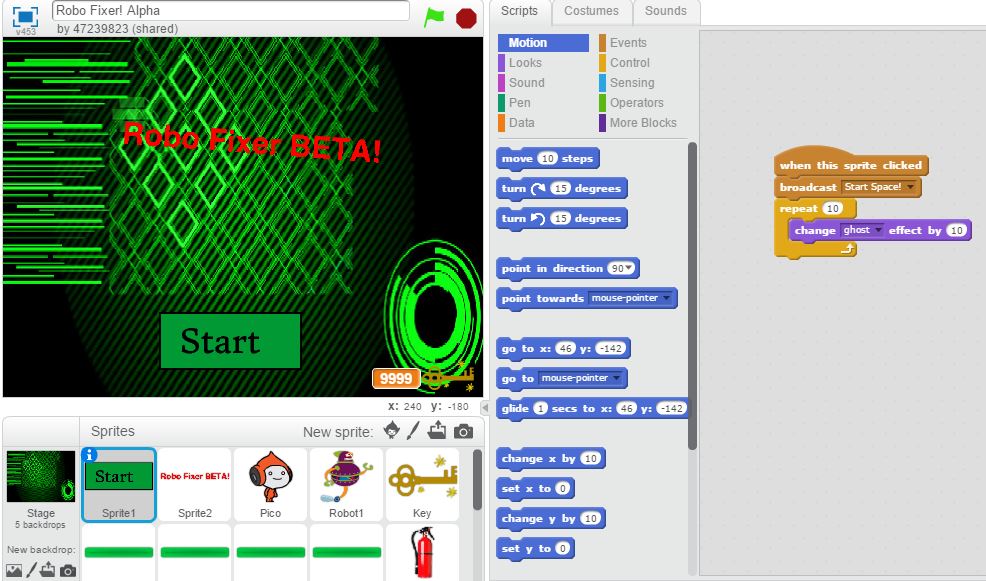 Robo Fixer! Alpha
by 47239823 (shared)
v453
Robo Fixer BETA!
Start
9999
x: 240 y: -180
Sprites
New sprite:
Stage
5 backdrops
New backdrop:
Start
Sprite1
Robo Fixer BETA!
Sprite2
Pico
Robot1
Key
Scripts
Costumes
Sounds
Motion
Looks
Sound
Pen
Data
Events
Control
Sensing
Operators
More Blocks
move 10 steps
turn 15 degrees
turn 15 degrees
point in direction 90
point towards mouse-pointer
go to x: 46 y: -142
go to mouse-pointer
glide 1 secs to x: 46 y: -142
change x by 10
set x to 0
change y by 10
set y to 0
when this sprite clicked
broadcast Start Space!
repeat 10
change ghost effect by 10